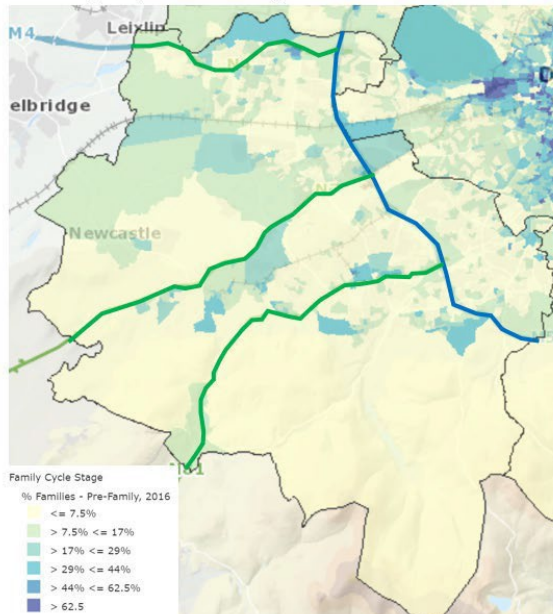 Leixlip
M4
elbridge
Newcastle
Family Cycle Stage
% Families - Pre-Family, 2016
<= 7.5%
> 7.5% <= 17%
> 17% <= 29%
> 29% <= 44%
> 44% <= 62.5%
> 62.5